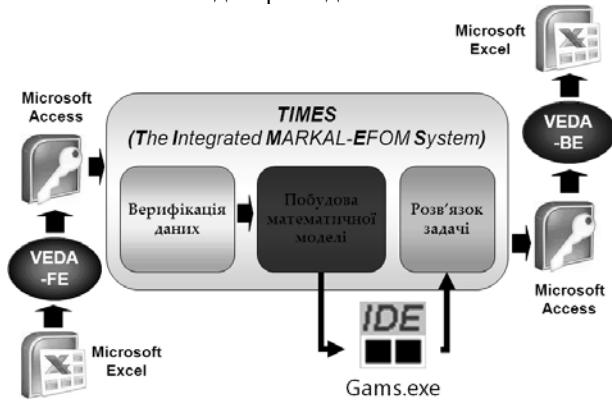 Microsoft
Excel
Microsoft
Access
TIMES
(The Integrated MARKAL-EFOM System)
VEDA
-BE
Верифікація
даних
Побудова
математичної
моделі
Розв'язок
задачі
VEDA
-FE
Microsoft
Access
IDE
Microsoft
Excel
Gams.exe